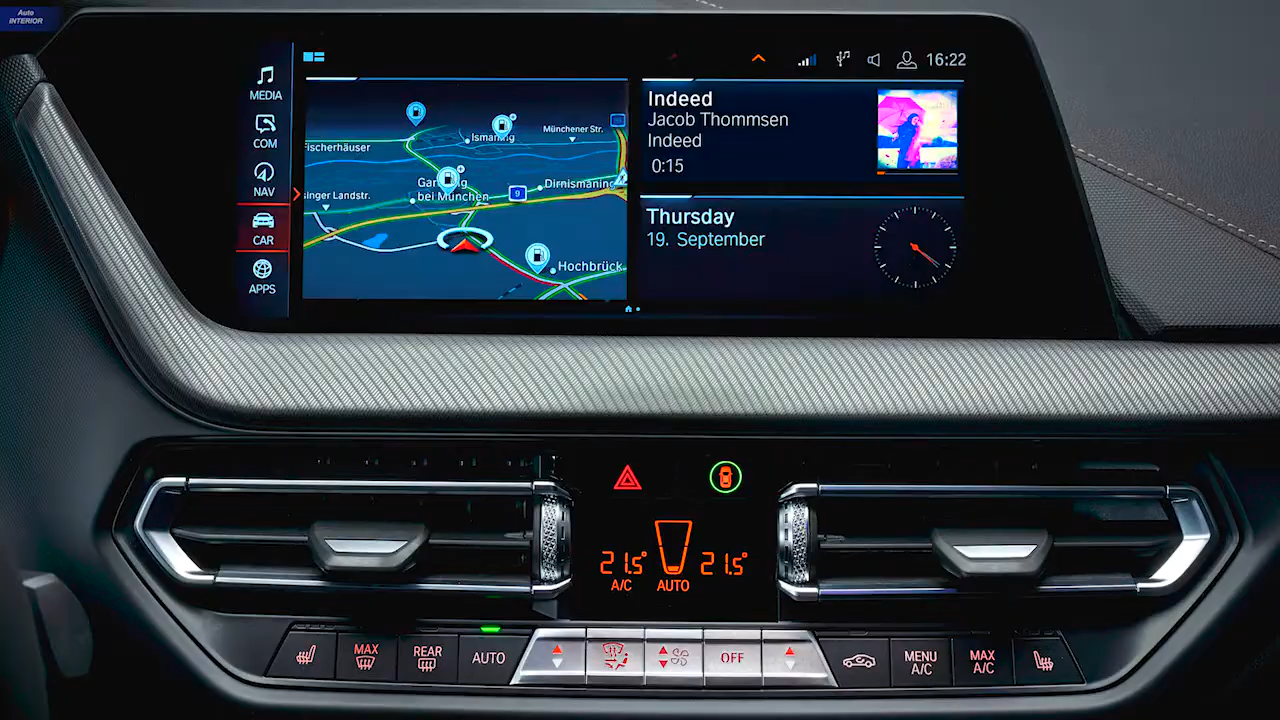 Auto
INTERIOR
16:22
MEDIA
COM
NAV
CAR
APPS
Ismaning
Münchener Str.
Fischerhäuser
Garching
bei München
9
Dirnismaning
singer Landstr.
Hochbrück
Indeed
Jacob Thommsen
Indeed
0:15
Thursday
19. September
21.5°
21.5°
A/C
AUTO
MAX
REAR
AUTO
OFF
MENU
A/C
MAX
A/C